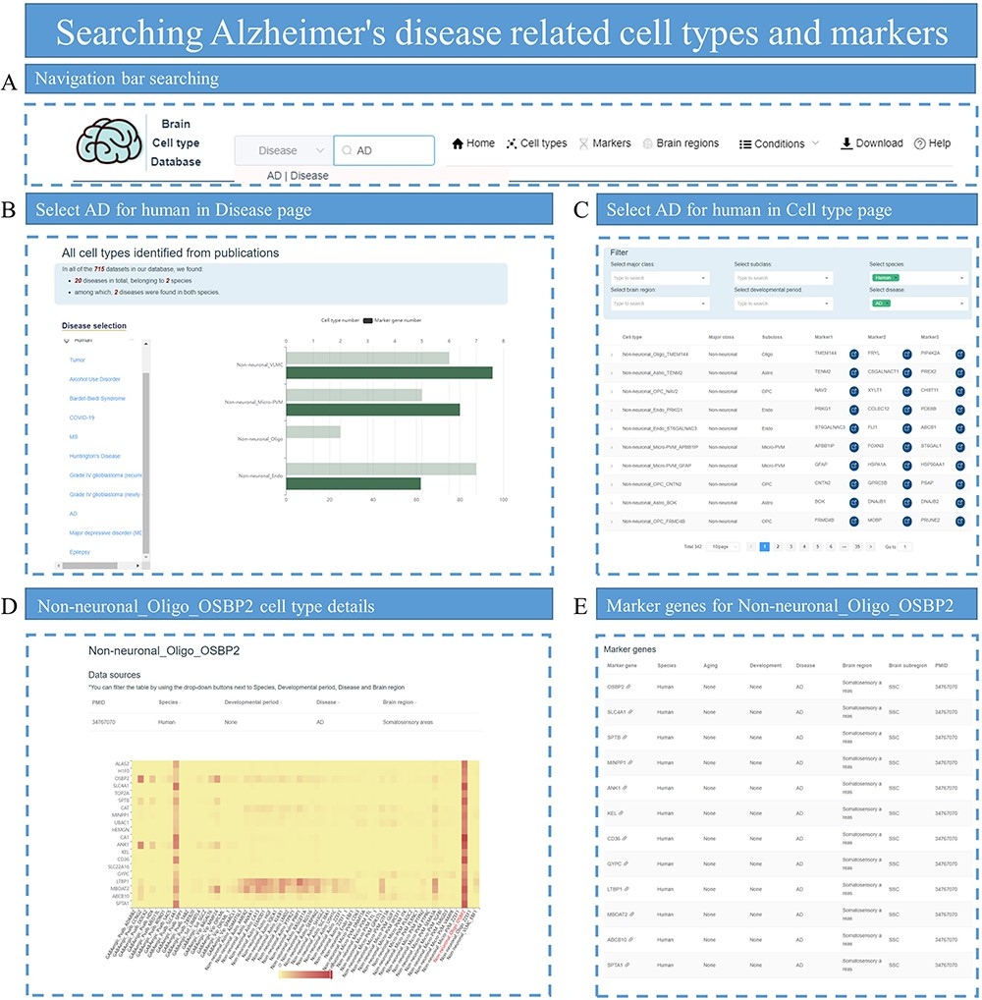 Searching Alzheimer's disease related cell types and markers
A
Navigation bar searching
Brain
Cell type
Database
Disease
AD
Home
Cell types
Markers
Brain regions
Conditions
Download
Help
AD | Disease
B
Select AD for human in Disease page
All cell types identified from publications
In all of the 715 datasets in our database, we found:
• 20 diseases in total, belonging to 2 species
• among which, 2 diseases were found in both species.
Disease selection
Human
Tumor
Alcohol Use Disorder
Bardet-Biedl Syndrome
COVID-19
MS
Huntington's Disease
Grade IV glioblastoma (recurre
Grade IV glioblastoma (newly
AD
Major depressive disorder (MD
Epilepsy
Cell type number Marker gene number
0 1 2 3 4 5 6 7 8
Non-neuronal_VLMC
Non-neuronal_Micro-PVM
Non-neuronal_Oligo
Non-neuronal_Endo
0 20 40 60 80 100
C
Select AD for human in Cell type page
Filter
Select major class: Select subclass: Select species:
Type to search Type to search Human
Select brain region: Select developmental period: Select disease:
Type to search Type to search AD
Cell type Major class Subclass Marker1 Marker2 Marker3
Non-neuronal_Oligo_TMEM144 Non-neuronal Oligo TMEM144 FRYL PIP4K2A
Non-neuronal_Astro_TENM2 Non-neuronal Astro TENM2 CSGALNACT1 PREX2
Non-neuronal_OPC_NAV2 Non-neuronal OPC NAV2 XYLT1 CHST11
Non-neuronal_Endo_PRKG1 Non-neuronal Endo PRKG1 COLEC12
Non-neuronal_Endo_ST6GALNAC3 Non-neuronal Endo ST6GALNAC3 FLI1 ABCB1
Non-neuronal_Micro-PVM_APBB1IP Non-neuronal Micro-PVM APBB1IP FOXN3 ST6GAL1
Non-neuronal_Micro-PVM_GFAP Non-neuronal Micro-PVM GFAP HSPA1A HSP90AA1
Non-neuronal_OPC_CNTN2 Non-neuronal OPC CNTN2 GPRC5B PSAP
Non-neuronal_Astro_BOK Non-neuronal Astro BOK DNAJB1 DNAJB2
Non-neuronal_OPC_FRMD4B Non-neuronal OPC FRMD4B MOBP PRUNE2
Total 342 10/page < 1 2 3 4 5 6 ••• 35 > Go to 1
D
Non-neuronal_Oligo_OSBP2 cell type details
Non-neuronal_Oligo_OSBP2
Data sources
*You can filter the table by using the drop-down buttons next to Species, Developmental period, Disease and Brain region
PMID Species Developmental period Disease Brain region
34767070 Human None AD Somatosensory areas
ALAS2
H1F0
OSBP2
SLC4A1
TOP2A
SPTB
CAT
MINPP1
UBAC1
HEMGN
CA1
ANK1
KEL
CD36
SLC22A16
GYPC
LTBP1
MBOAT2
ABCB10
SPTA1
E
Marker genes for Non-neuronal_Oligo_OSBP2
Marker genes
Marker gene Species Aging Development Disease Brain region Brain subregion PMID
OSBP2 Human None None AD Somatosensory a reas SSC 34767070
SLC4A1 Human None None AD Somatosensory a reas SSC 34767070
SPTB Human None None AD Somatosensory a reas SSC 34767070
MINPP1 Human None None AD Somatosensory a reas SSC 34767070
ANK1 Human None None AD Somatosensory a reas SSC 34767070
KEL Human None None AD Somatosensory a reas SSC 34767070
CD36 Human None None AD Somatosensory a reas SSC 34767070
GYPC Human None None AD Somatosensory a reas SSC 34767070
LTBP1 Human None None AD Somatosensory a reas SSC 34767070
MBOAT2 Human None None AD Somatosensory a reas SSC 34767070
ABCB10 Human None None AD Somatosensory a reas SSC 34767070
SPTA1 Human None None AD Somatosensory a reas SSC 34767070